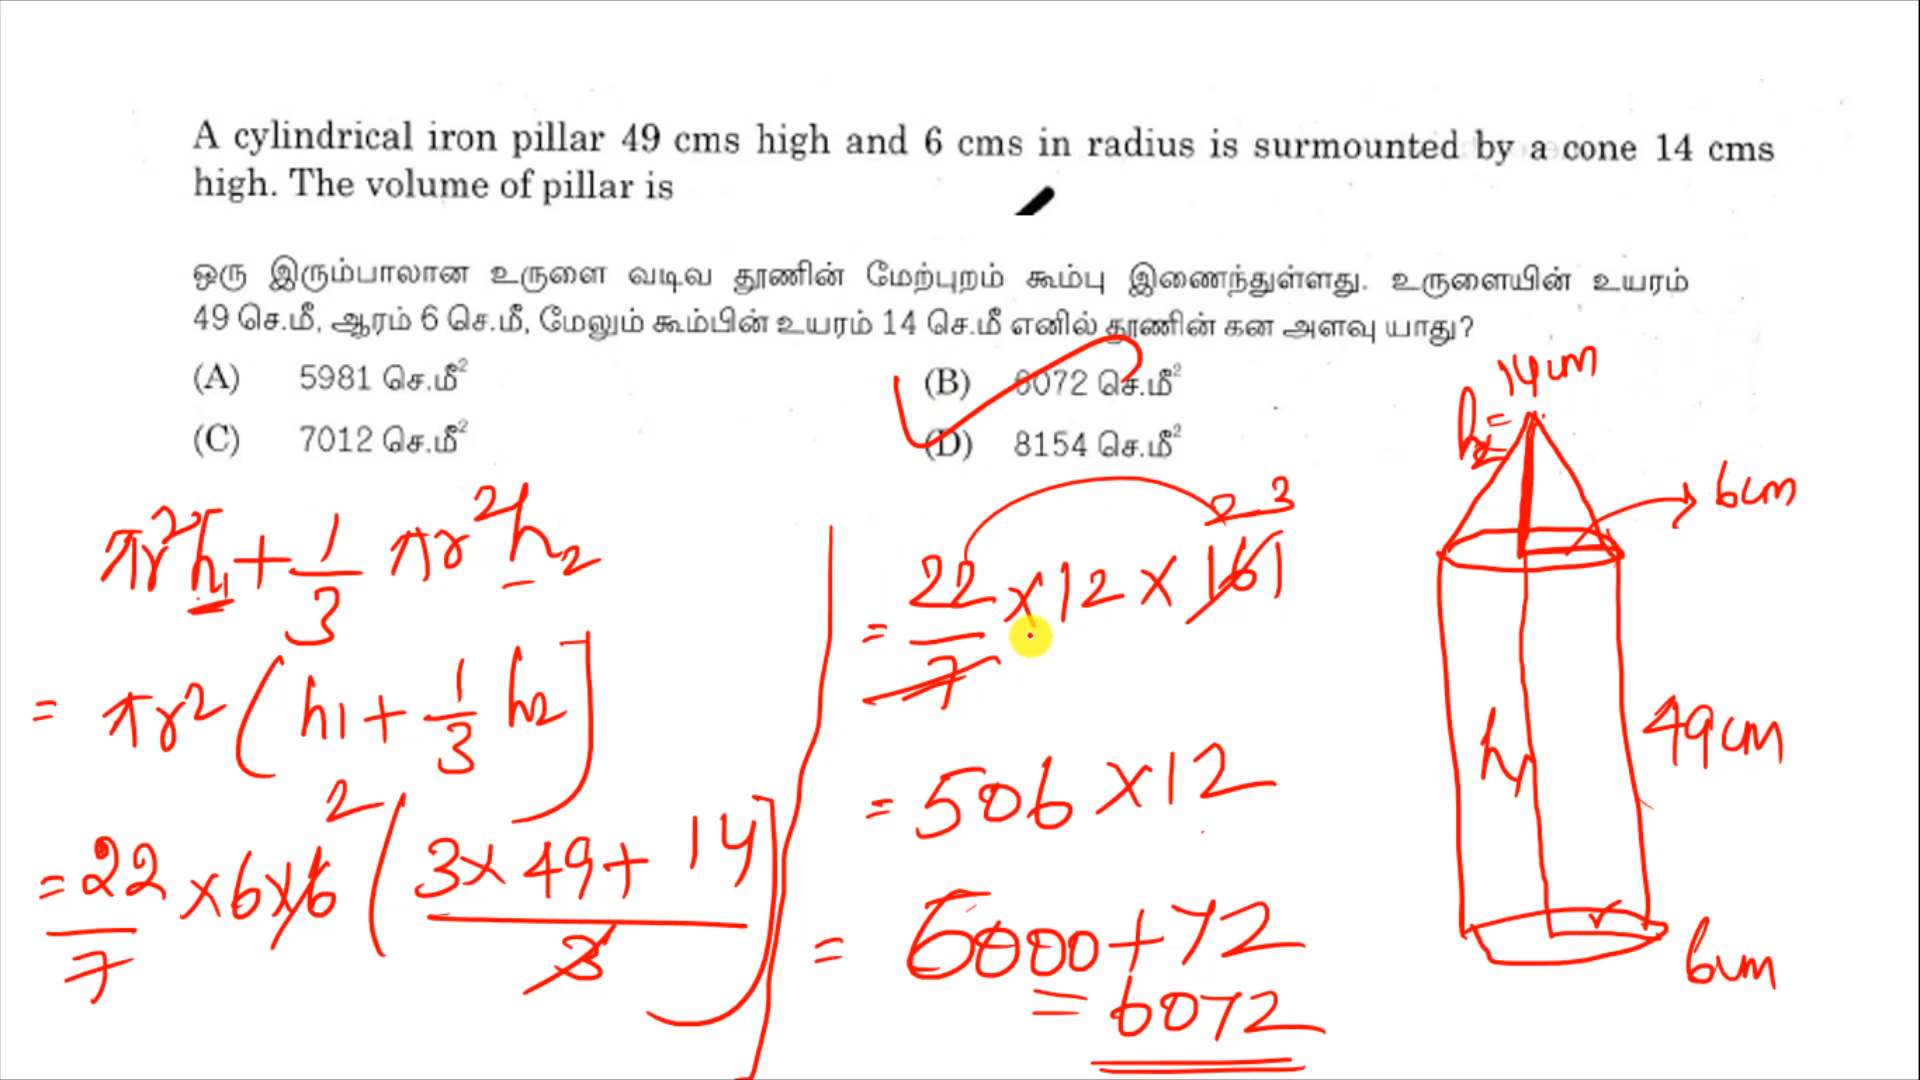 A cylindrical iron pillar 49 cms high and 6 cms in radius is surmounted by a cone 14 cms
high. The volume of pillar is
ஒரு இரும்பாலான உருளை வடிவ தூணின் மேற்புறம் கூம்பு இணைந்துள்ளது. உருளையின் உயரம்
49 செ.மீ, ஆரம் 6 செ.மீ, மேலும் கூம்பின் உயரம் 14 செ.மீ எனில் தூணின் கன அளவு யாது?
(A) 5981 செ.மீ²
(B) 6072 செ.மீ²
(C) 7012 செ.மீ²
(D) 8154 செ.மீ²
πr²h₁ + 1/3 πr²h₂
= πr² (h1 + 1/3 h2)
2
= 22/7 × 6 × 6 (3 × 49 + 14 / 3)
23
= 22/7 × 12 × 161
= 506 × 12
= 6000 + 72
= 6072
14cm
h₂ =
6cm
h₁
49cm
6cm